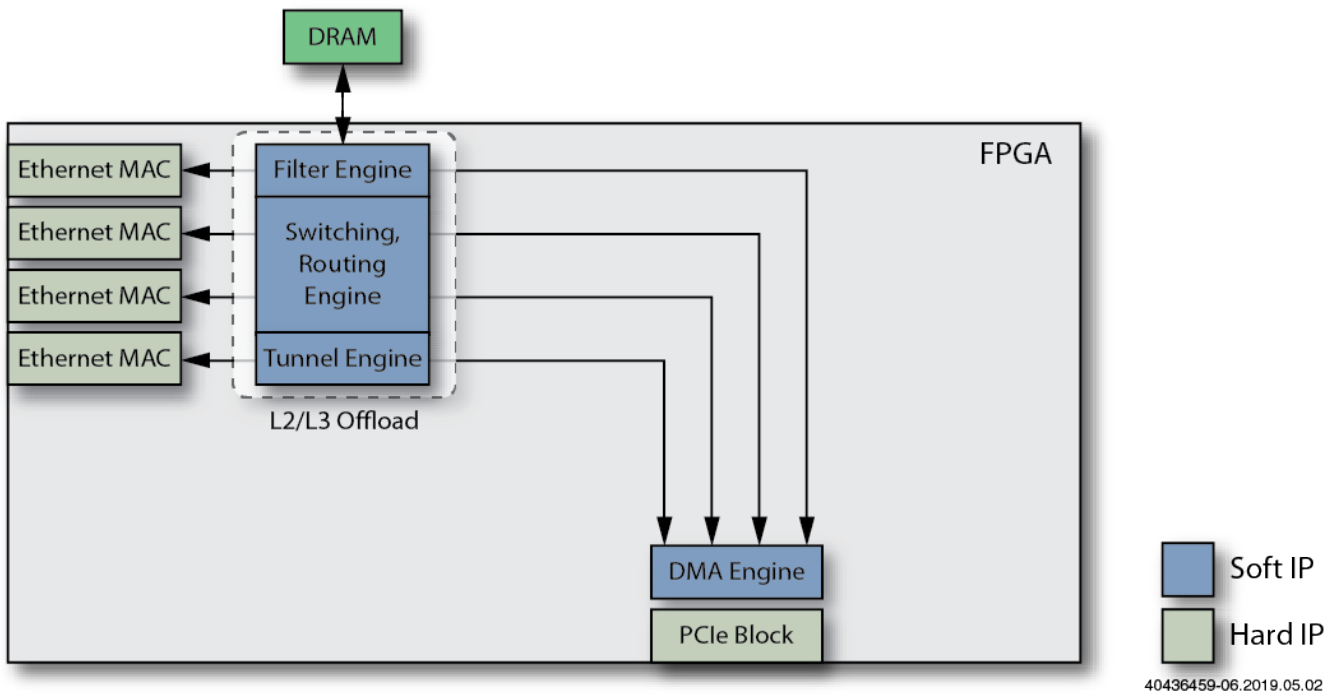 DRAM
FPGA
Ethernet MAC
Filter Engine
Ethernet MAC
Switching,
Routing
Engine
Ethernet MAC
Ethernet MAC
Tunnel Engine
L2/L3 Offload
DMA Engine
PCIe Block
Soft IP
Hard IP
40436459-06.2019.05.02